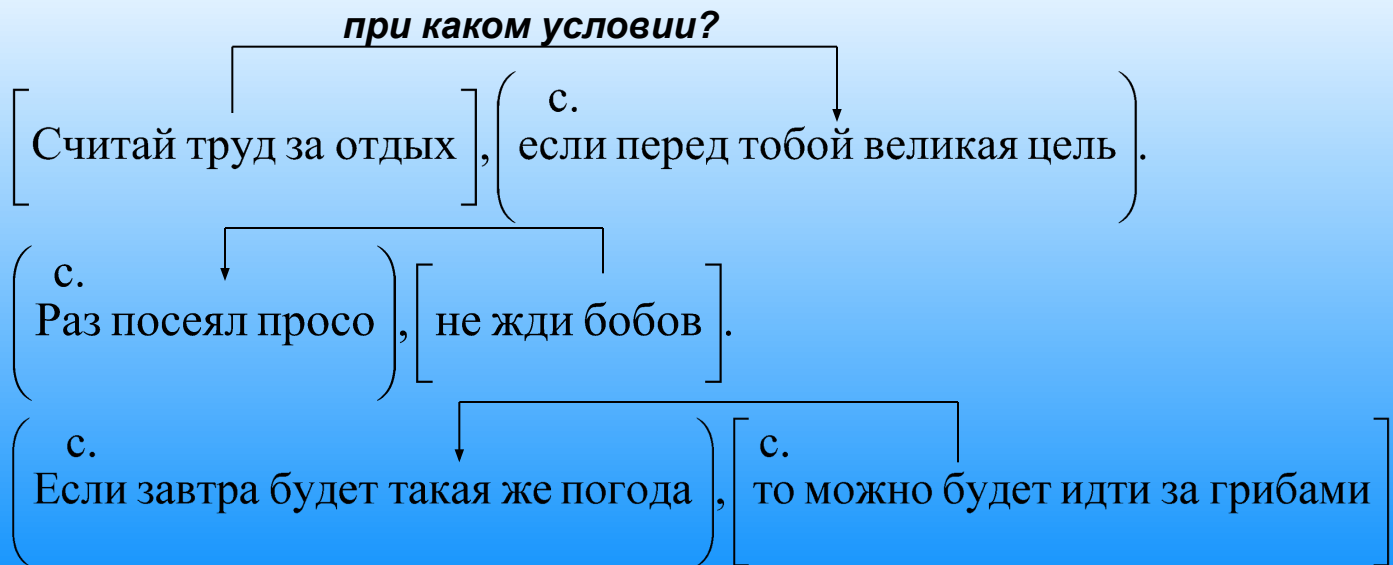 при каком условии?
с.
[Считай труд за отдых], (если перед тобой великая цель).
с.
(Раз посеял просо), [не жди бобов].
с. с.
(Если завтра будет такая же погода), [то можно будет идти за грибами]